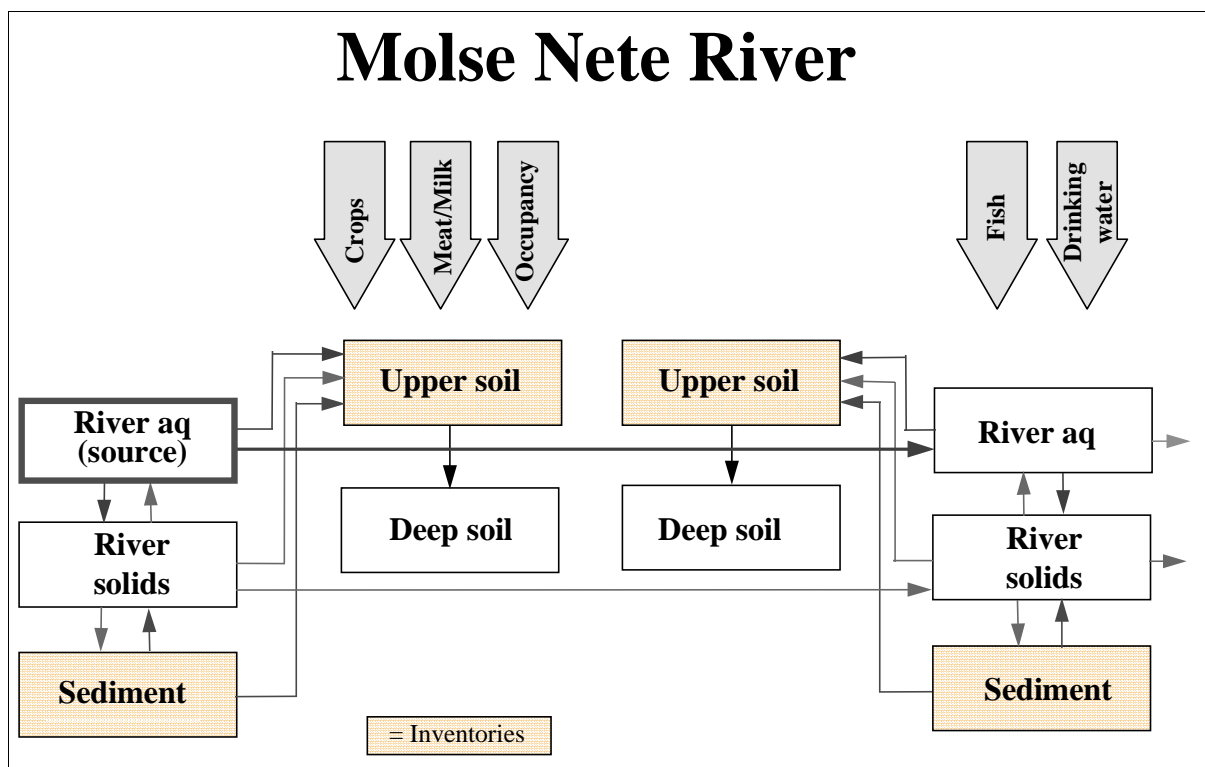 Molse Nete River
Crops
Meat/Milk
Occupancy
Fish
Drinking
water
Upper soil
Upper soil
River aq
(source)
River aq
Deep soil
Deep soil
River
solids
River
solids
Sediment
Sediment
= Inventories